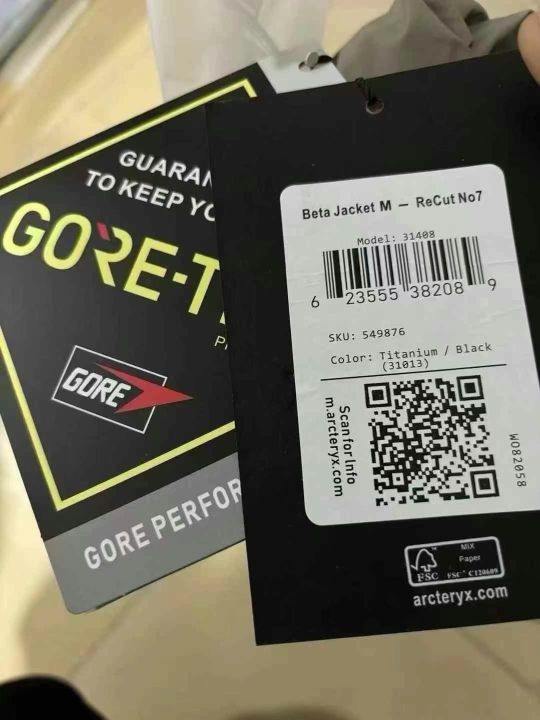 GUARAN
TO KEEP YO
GORE-T
P
GORE
GORE PERFOR
Beta Jacket M — ReCut No7
Model: 31408
6 23555 38208 9
SKU: 549876
Color: Titanium / Black
(31013)
Scan for Info
m.arcteryx.com
WO82058
FSC
MIX
Paper
FSC® C120609
arcteryx.com